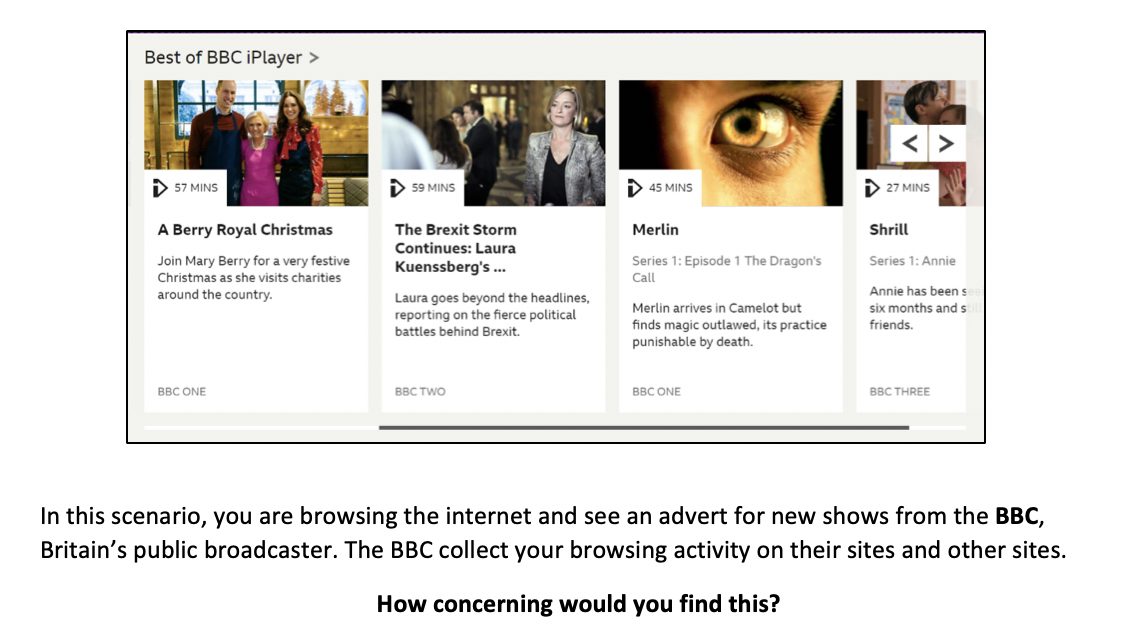 Best of BBC iPlayer >
57 MINS
A Berry Royal Christmas
Join Mary Berry for a very festive
Christmas as she visits charities
around the country.
BBC ONE
59 MINS
The Brexit Storm
Continues: Laura
Kuenssberg's ...
Laura goes beyond the headlines,
reporting on the fierce political
battles behind Brexit.
BBC TWO
45 MINS
Merlin
Series 1: Episode 1 The Dragon's
Call
Merlin arrives in Camelot but
finds magic outlawed, its practice
punishable by death.
BBC ONE
< >
27 MINS
Shrill
Series 1: Annie
Annie has been
six months and
friends.
BBC THREE
In this scenario, you are browsing the internet and see an advert for new shows from the BBC,
Britain’s public broadcaster. The BBC collect your browsing activity on their sites and other sites.
How concerning would you find this?